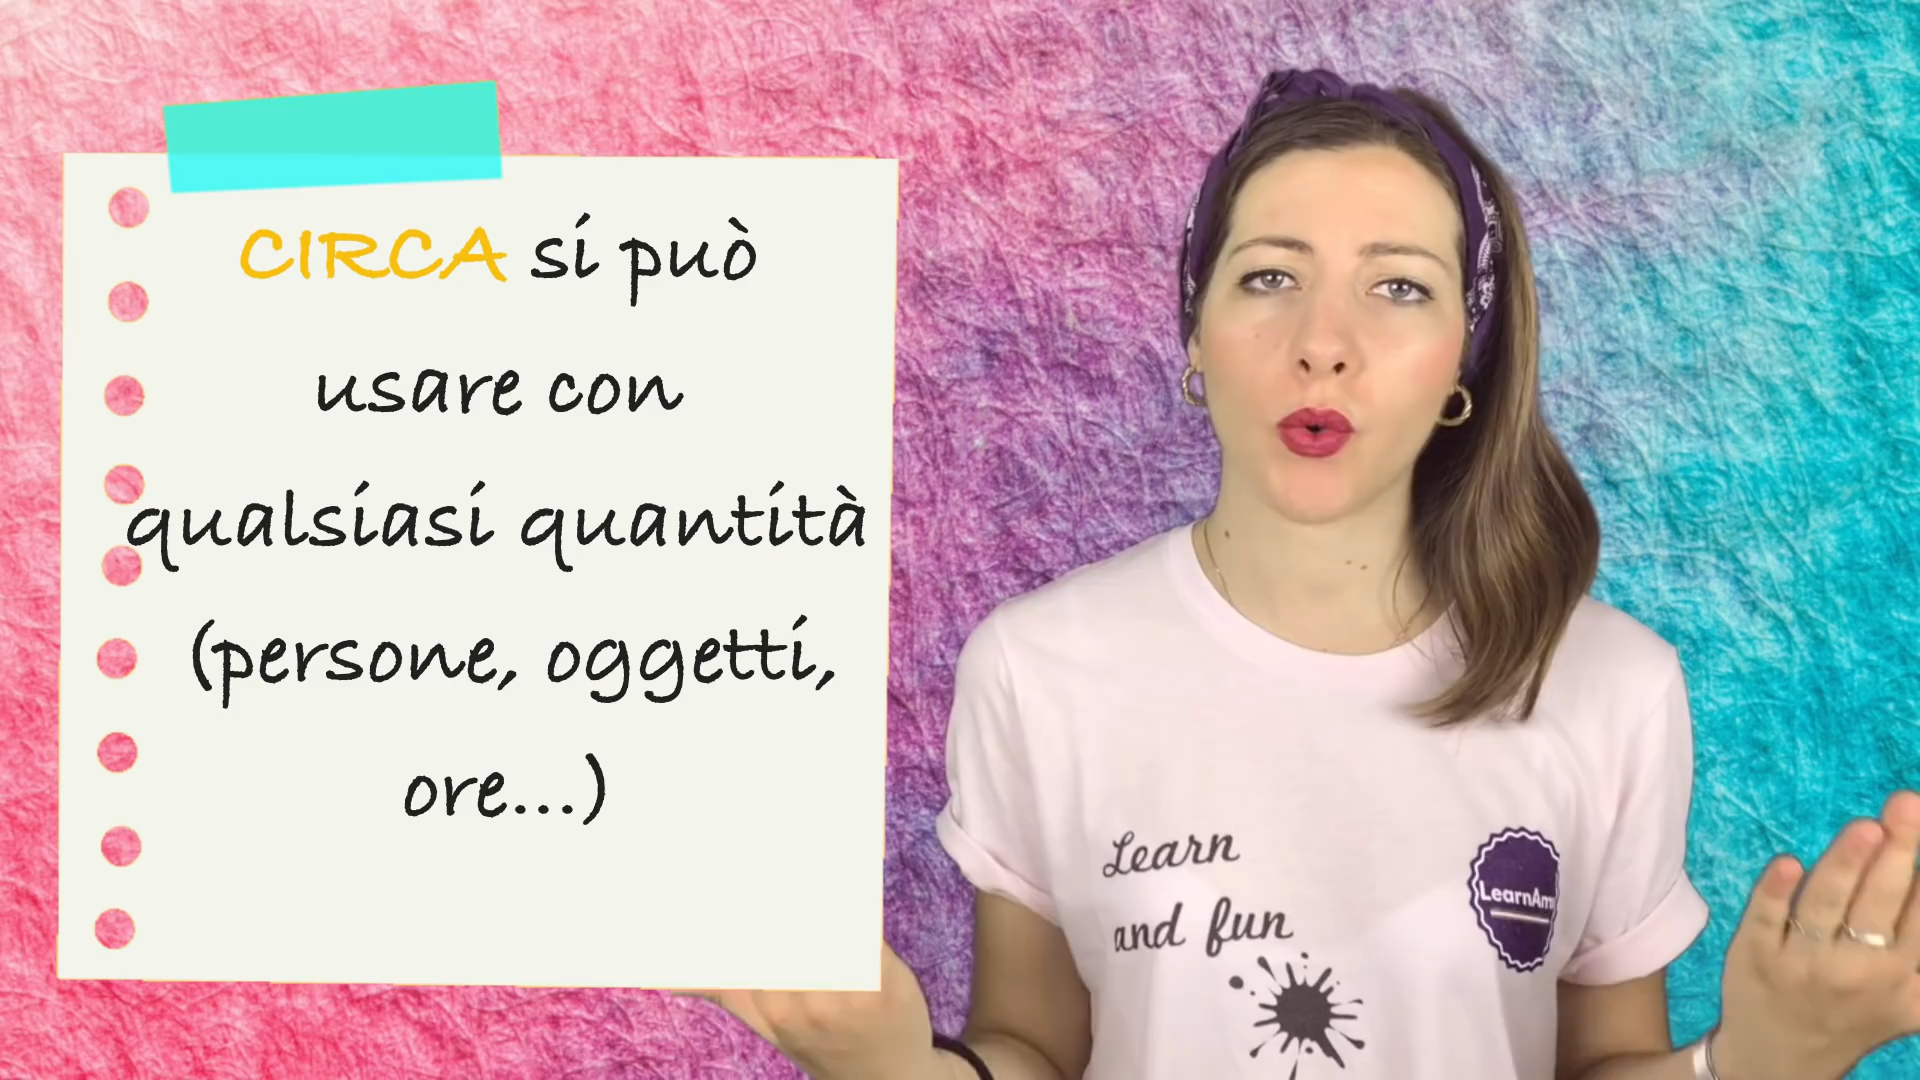 CIRCA si può
usare con
qualsiasi quantità
(persone, oggetti,
ore...)
Learn
and fun
LearnAm